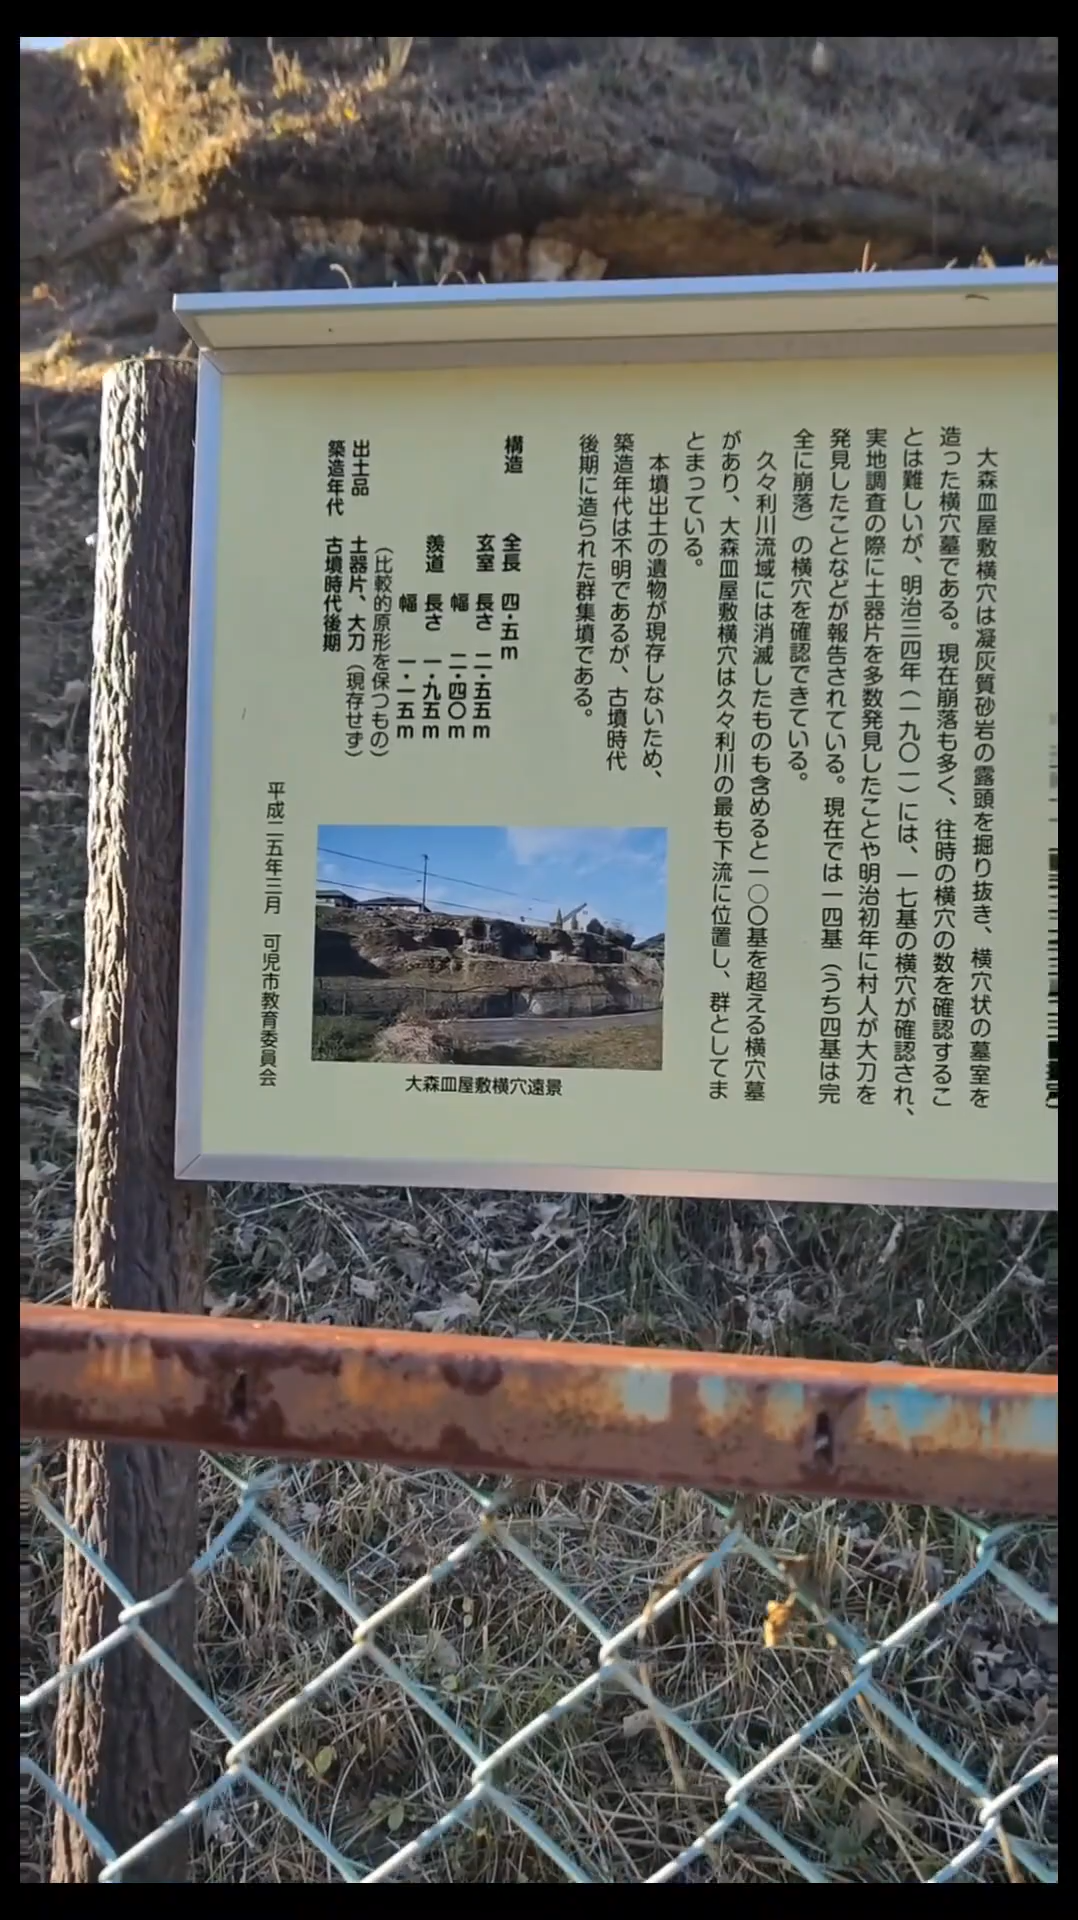 大森皿屋敷横穴は凝灰質砂岩の露頭を掘り抜き、横穴状の墓室を
造った横穴墓である。現在崩落も多く、往時の横穴の数を確認するこ
とは難しいが、明治三四年（一九〇一）には、一七基の横穴が確認され、
実地調査の際に土器片を多数発見したことや明治初年に村人が大刀を
発見したことなどが報告されている。現在では一四基（うち四基は完
全に崩落）の横穴を確認できている。
久々利川流域には消滅したものも含めると一〇〇基を超える横穴墓
があり、大森皿屋敷横穴は久々利川の最も下流に位置し、群としてま
とまっている。
本墳出土の遺物が現存しないため、
築造年代は不明であるが、古墳時代
後期に造られた群集墳である。
構造 全長 四・五m
玄室 長さ 二・五五m
幅 二・四〇m
羨道 長さ 一・九五m
幅 一・一五m
（比較的原形を保つもの）
出土品 土器片、大刀（現存せず）
築造年代 古墳時代後期
大森皿屋敷横穴遠景
平成二五年三月 可児市教育委員会